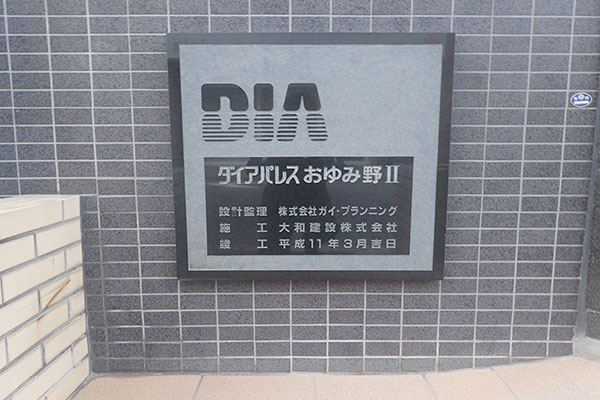 DIA
ダイアパレスおゆみ野II
設計監理 株式会社ガイ・プランニング
施工 大和建設株式会社
竣工 平成11年3月吉日